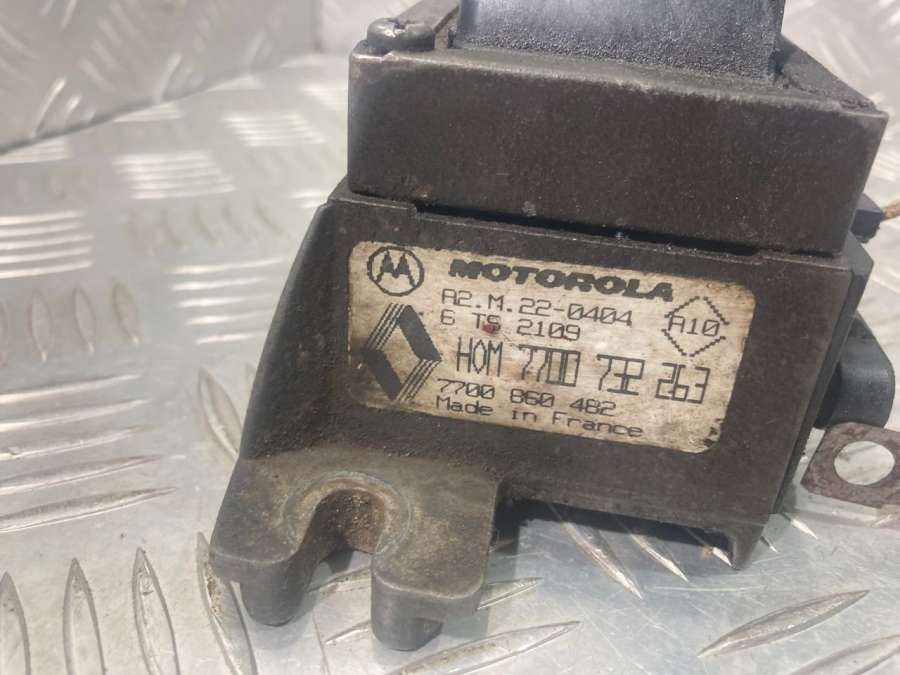 MOTOROLA
A2.M.22-0404
6 TS 2109
A10
HOM 7700 732 263
7700 860 482
Made in France